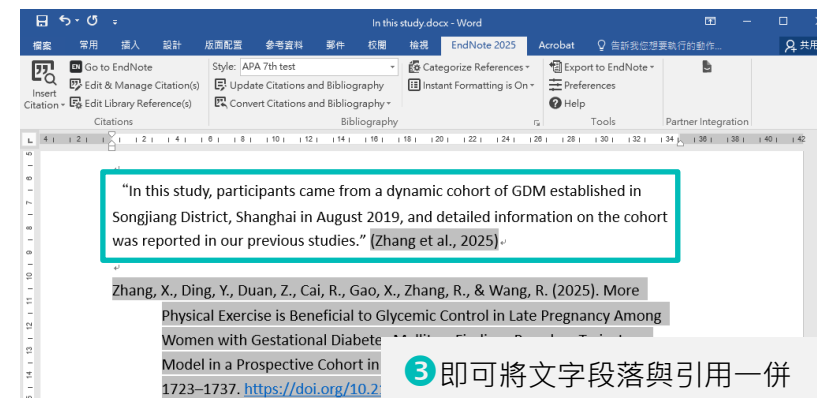 In this study.docx - Word
檔案 常用 插入 設計 版面配置 參考資料 郵件 校閱 檢視 EndNote 2025 Acrobat 告訴我您想要執行的動作... 共用
Go to EndNote Style: APA 7th test Categorize References Export to EndNote
Edit & Manage Citation(s) Update Citations and Bibliography Instant Formatting is On Preferences
Insert Citation Edit Library Reference(s) Convert Citations and Bibliography Help
Citations Bibliography Tools Partner Integration
"In this study, participants came from a dynamic cohort of GDM established in
Songjiang District, Shanghai in August 2019, and detailed information on the cohort
was reported in our previous studies." (Zhang et al., 2025)
Zhang, X., Ding, Y., Duan, Z., Cai, R., Gao, X., Zhang, R., & Wang, R. (2025). More
Physical Exercise is Beneficial to Glycemic Control in Late Pregnancy Among
Women with Gestational
Model in a Prospective Cohort in
1723–1737. https://doi.org/10.2
3 即可將文字段落與引用一併